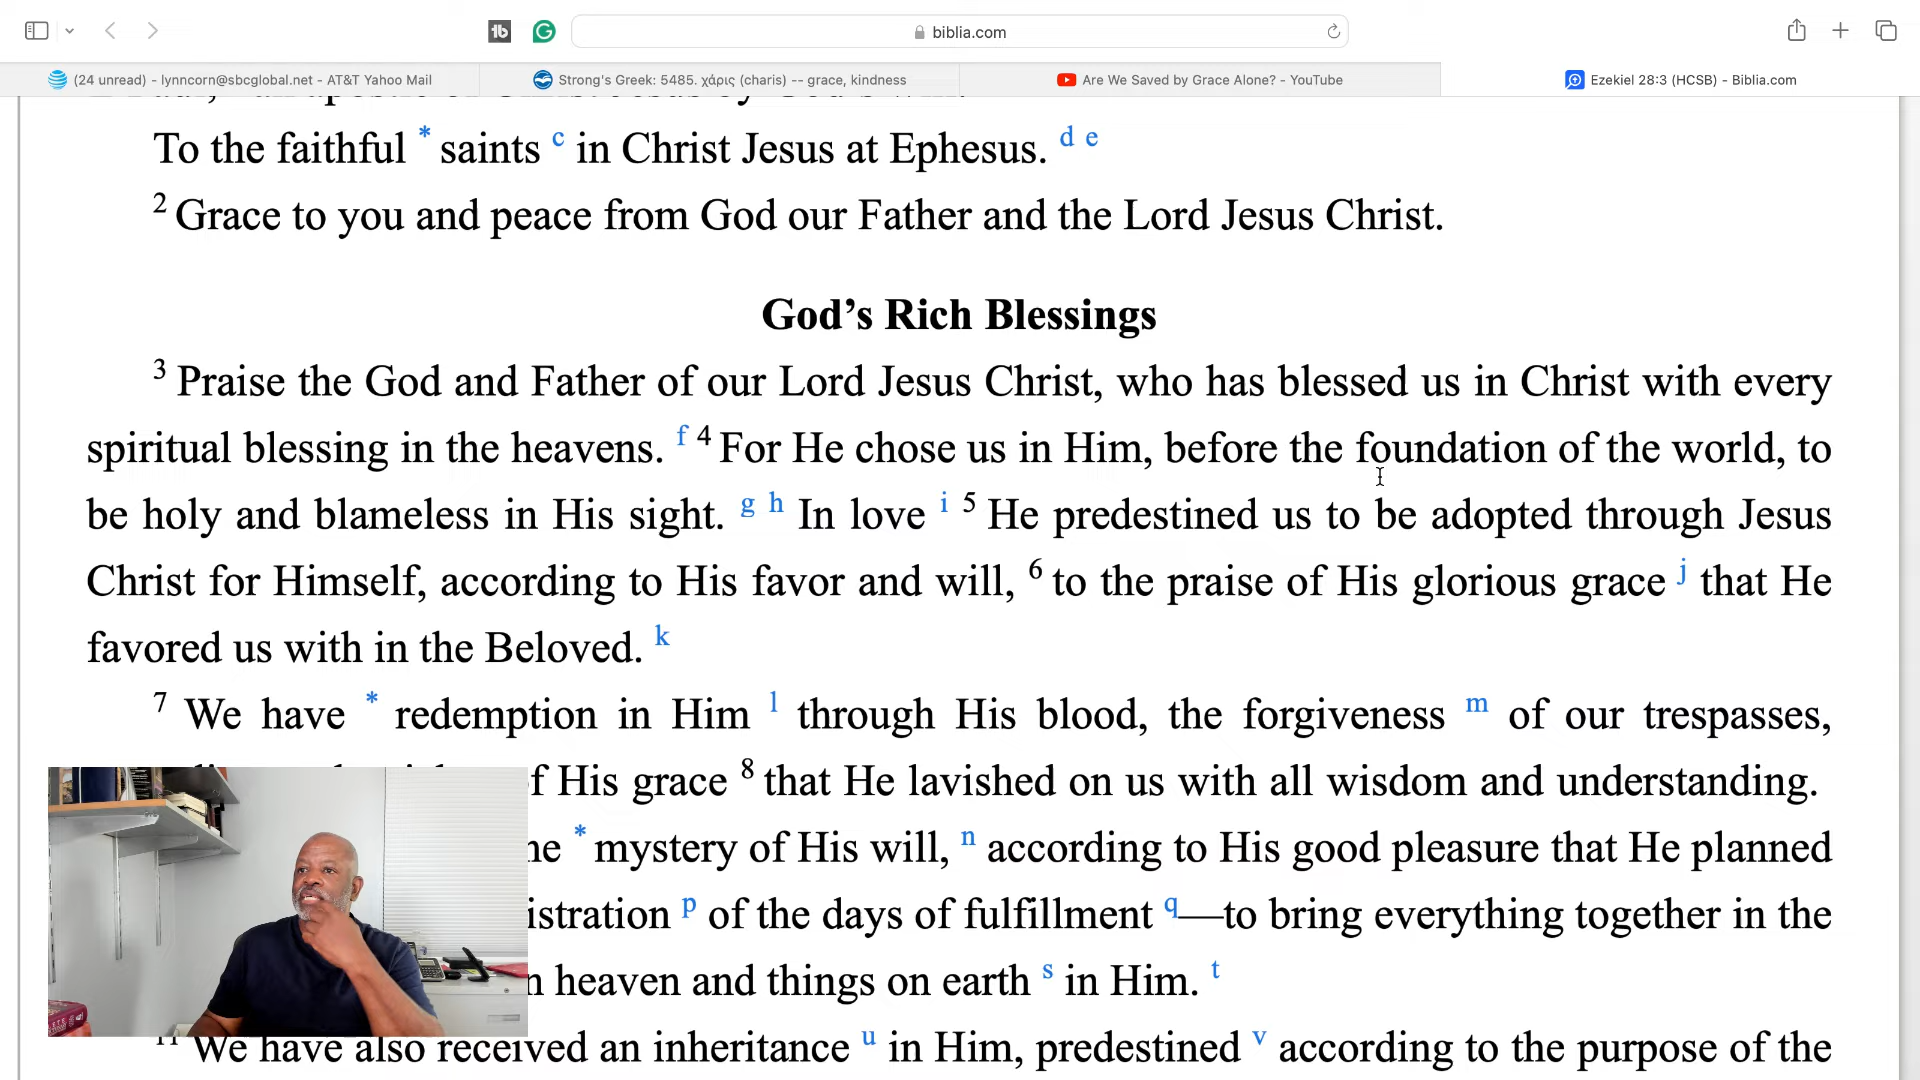 biblia.com
(24 unread) - lynncorn@sbcglobal.net - AT&T Yahoo Mail
Strong's Greek: 5485. χάρις (charis) -- grace, kindness
Are We Saved by Grace Alone? - YouTube
Ezekiel 28:3 (HCSB) - Biblia.com
To the faithful * saints c in Christ Jesus at Ephesus. d e
2 Grace to you and peace from God our Father and the Lord Jesus Christ.
God’s Rich Blessings
3 Praise the God and Father of our Lord Jesus Christ, who has blessed us in Christ with every
spiritual blessing in the heavens. f 4 For He chose us in Him, before the foundation of the world, to
be holy and blameless in His sight. g h In love i 5 He predestined us to be adopted through Jesus
Christ for Himself, according to His favor and will, 6 to the praise of His glorious grace j that He
favored us with in the Beloved. k
7 We have * redemption in Him l through His blood, the forgiveness m of our trespasses,
His grace 8 that He lavished on us with all wisdom and understanding.
* mystery of His will, n according to His good pleasure that He planned
p of the days of fulfillment q—to bring everything together in the
heaven and things on earth s in Him. t
11 We have also received an inheritance u in Him, predestined v according to the purpose of the